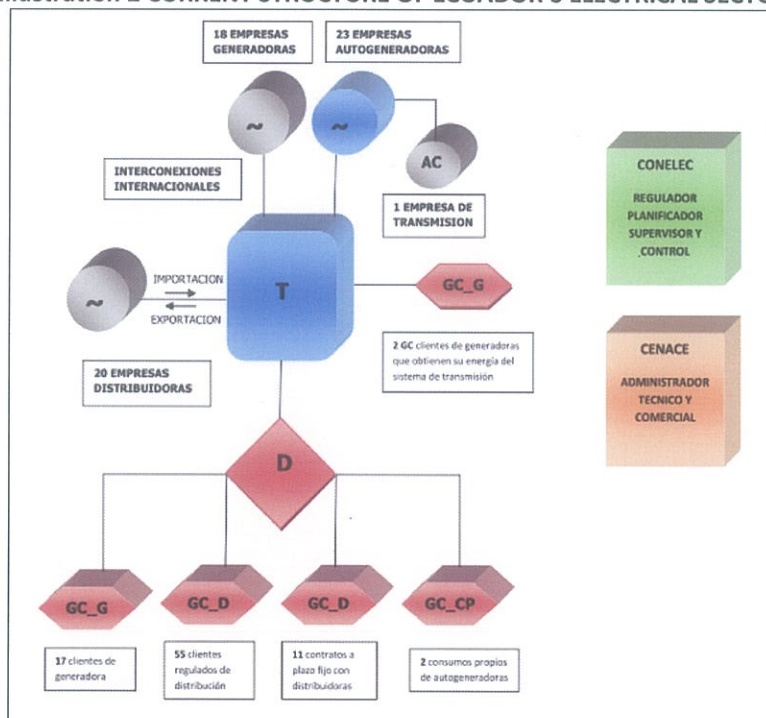 18 EMPRESAS
GENERADORAS
23 EMPRESAS
AUTOGENERADORAS
~
~
AC
INTERCONEXIONES
INTERNACIONALES
1 EMPRESA DE
TRANSMISION
CONELEC
REGULADOR
PLANIFICADOR
SUPERVISOR Y
CONTROL
~
IMPORTACION
EXPORTACION
T
GC_G
20 EMPRESAS
DISTRIBUIDORAS
2 GC clientes de generadoras
que obtienen su energía del
sistema de transmisión
CENACE
ADMINISTRADOR
TECNICO Y
COMERCIAL
D
GC_G
GC_D
GC_D
GC_CP
17 clientes de
generadora
55 clientes
regulados de
distribución
11 contratos a
plazo fijo con
distribuidoras
2 consumos propios
de autogeneradoras